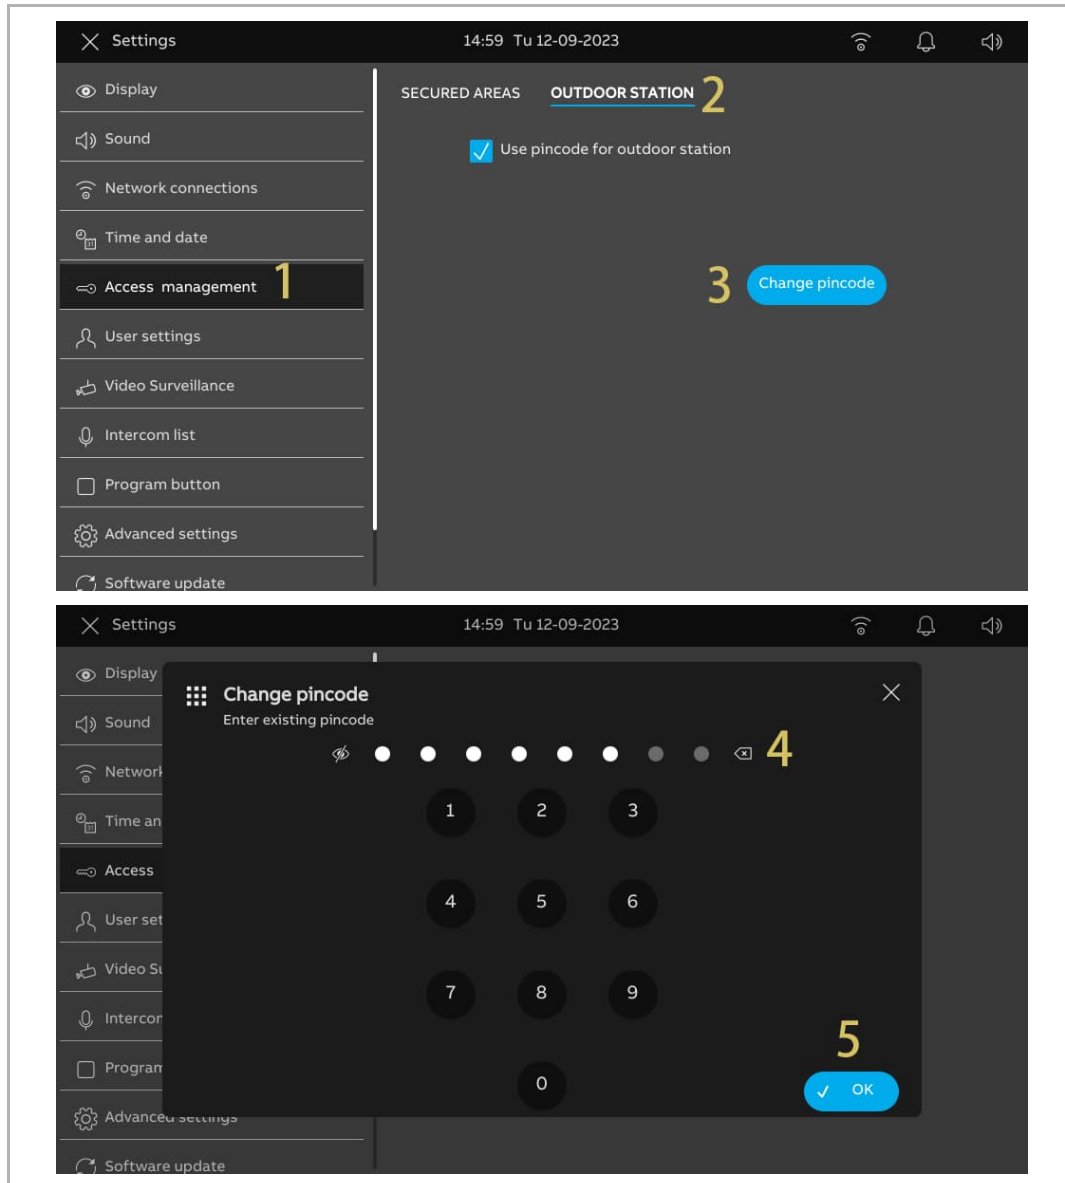 Settings 14:59 Tu 12-09-2023
Display
SECURED AREAS OUTDOOR STATION 2
Sound
Use pincode for outdoor station
Network connections
Time and date
Access management 1
3 Change pincode
User settings
Video Surveillance
Intercom list
Program button
Advanced settings
Software update
Settings 14:59 Tu 12-09-2023
Display
Change pincode
Enter existing pincode
Sound
4
Network
1 2 3
Time an
Access
4 5 6
User set
Video Su
7 8 9
Intercor
5
Program
0
OK
Advanced settings
Software update